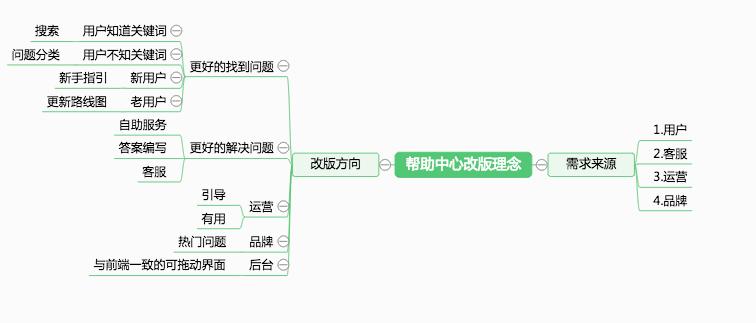 搜索 用户知道关键词
问题分类 用户不知关键词
新手指引 新用户
更新路线图 老用户
更好的找到问题
自助服务
答案编写
客服
更好的解决问题
引导
有用
运营
热门问题 品牌
与前端一致的可拖动界面 后台
改版方向
帮助中心改版理念
需求来源
1.用户
2.客服
3.运营
4.品牌